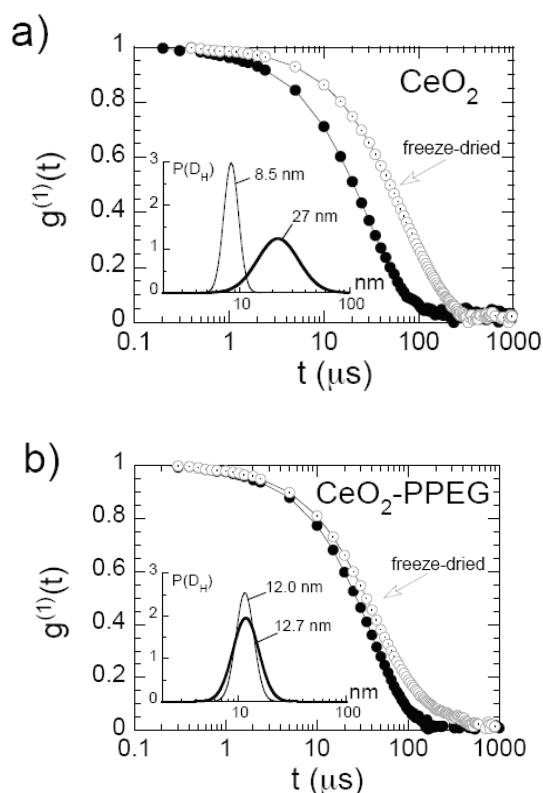 a)
1
CeO₂
0.8
freeze-dried
0.6
g⁽¹⁾(t)
3
P(D_H)
8.5 nm
2
27 nm
0.4
1
0.2
0
10
nm
100
0
0.1 1 10 100 1000
t (μs)
b)
1
CeO₂-PPEG
0.8
freeze-dried
0.6
g⁽¹⁾(t)
3
P(D_H)
12.0 nm
2
12.7 nm
0.4
1
0.2
0
10
nm
100
0
0.1 1 10 100 1000
t (μs)